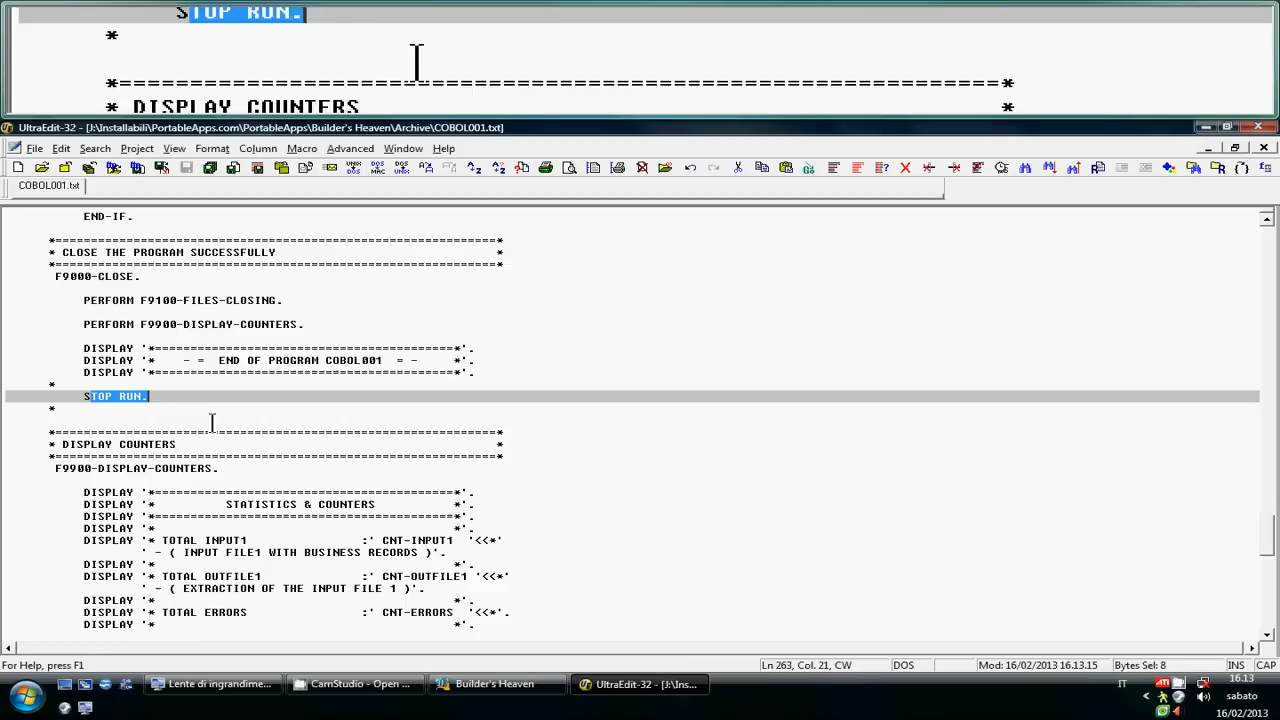 STOP RUN.
*
*==========================================================================*
* DISPLAY COUNTERS *
UltraEdit-32 - [J:\Installabili\PortableApps.com\PortableApps\Builder's Heaven\Archive\COBOL001.txt]
File Edit Search Project View Format Column Macro Advanced Window Help
COBOL001.txt
END-IF.
*==============================================================*
* CLOSE THE PROGRAM SUCCESSFULLY *
*==============================================================*
F9000-CLOSE.
PERFORM F9100-FILES-CLOSING.
PERFORM F9900-DISPLAY-COUNTERS.
DISPLAY '*==========================================*'.
DISPLAY '* - = END OF PROGRAM COBOL001 = - *'.
DISPLAY '*==========================================*'.
*
STOP RUN.
*
*==============================================================*
* DISPLAY COUNTERS *
*==============================================================*
F9900-DISPLAY-COUNTERS.
DISPLAY '*==========================================*'.
DISPLAY '* STATISTICS & COUNTERS *'.
DISPLAY '*==========================================*'.
DISPLAY '* *'.
DISPLAY '* TOTAL INPUT1 :' CNT-INPUT1 '<<*'
' - ( INPUT FILE1 WITH BUSINESS RECORDS )'.
DISPLAY '* *'.
DISPLAY '* TOTAL OUTFILE1 :' CNT-OUTFILE1 '<<*'
' - ( EXTRACTION OF THE INPUT FILE 1 )'.
DISPLAY '* *'.
DISPLAY '* TOTAL ERRORS :' CNT-ERRORS '<<*'.
DISPLAY '* *'.
For Help, press F1 Ln 263, Col. 21, CW DOS Mod: 16/02/2013 16.13.15 Bytes Sel: 8 INS CAP
Lente di ingrandime... CamStudio - Open ... Builder's Heaven UltraEdit-32 - [J:\Ins... IT 16.13
sabato
16/02/2013